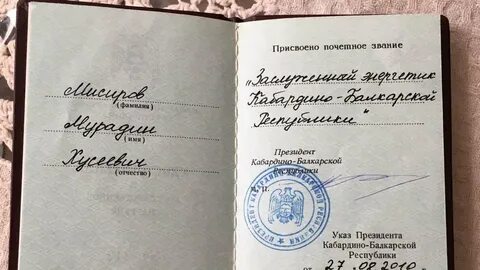 Мисиров
(фамилия)
Мурадин
(имя)
Хусеевич
(отчество)
Присвоено почетное звание
„Заслуженный энергетик
Кабардино-Балкарской
Республики“
Президент
Кабардино-Балкарской
Республики
М. П.
Указ Президента
Кабардино-Балкарской
Республики
от 27.08.2010